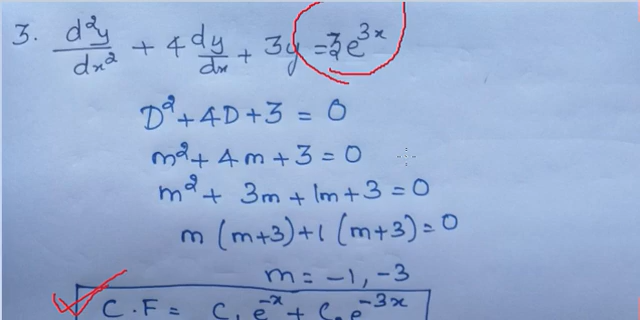 3. d²y/dx² + 4 dy/dx + 3y = 3e^3x
D² + 4D + 3 = 0
m² + 4m + 3 = 0
m² + 3m + 1m + 3 = 0
m (m+3) + 1 (m+3) = 0
m = -1, -3
C.F = C₁ e^-x + C₂ e^-3x